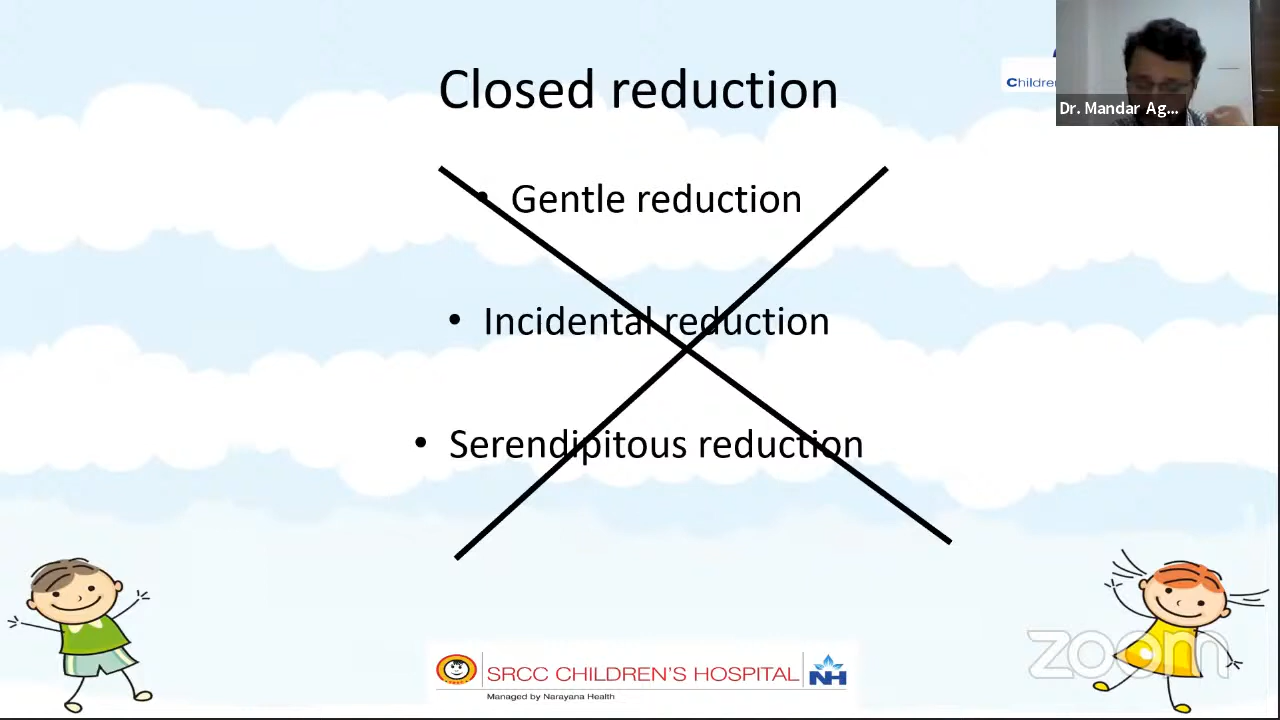 Closed reduction
Children
Dr. Mandar Ag...
• Gentle reduction
• Incidental reduction
• Serendipitous reduction
zoom
SRCC CHILDREN'S HOSPITAL
NH
Managed by Narayana Health